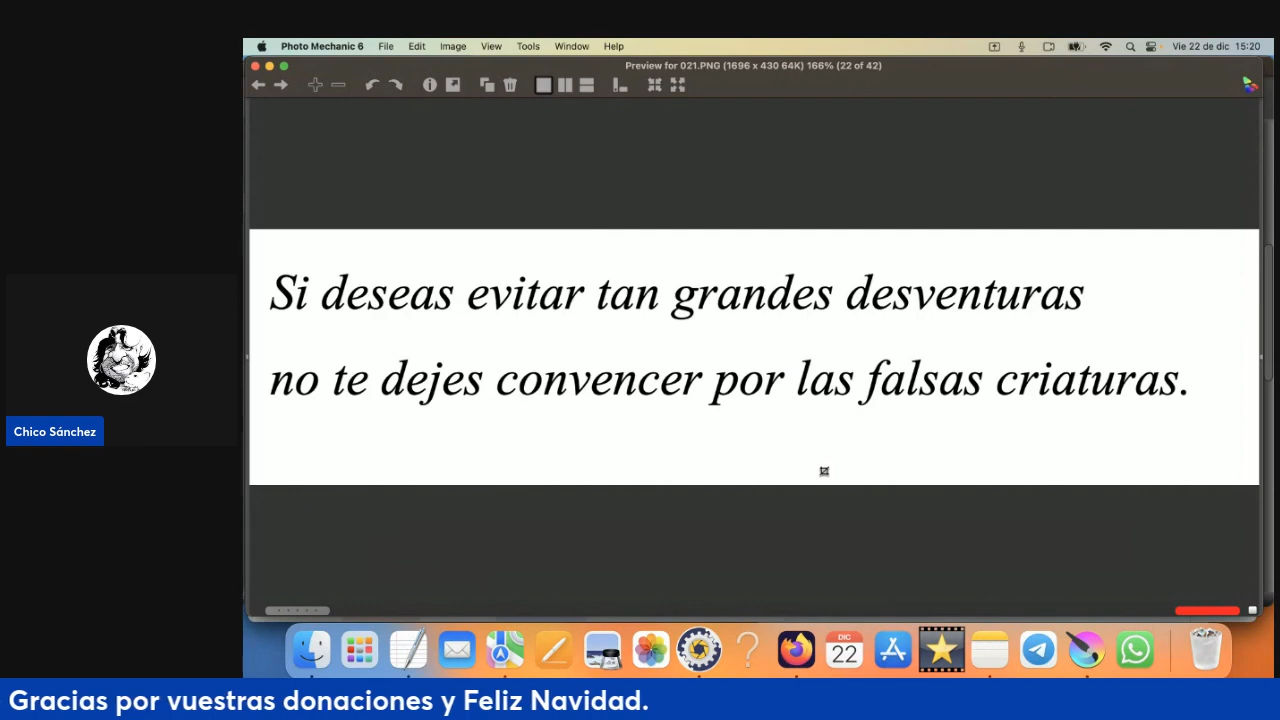 Photo Mechanic 6 File Edit Image View Tools Window Help Vie 22 de dic 15:20
Preview for 021.PNG (1696 x 430 64K) 166% (22 of 42)
Si deseas evitar tan grandes desventuras
no te dejes convencer por las falsas criaturas.
Chico Sánchez
DIC
22
Gracias por vuestras donaciones y Feliz Navidad.